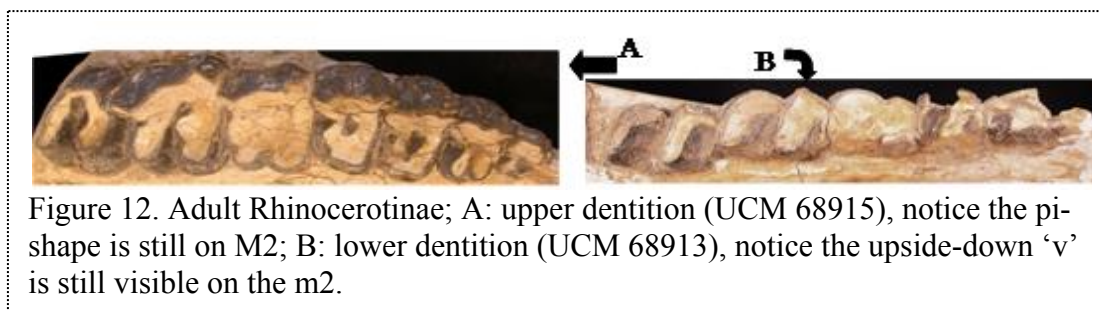 A
B
Figure 12. Adult Rhinocerotinae; A: upper dentition (UCM 68915), notice the pi-
shape is still on M2; B: lower dentition (UCM 68913), notice the upside-down ‘v’
is still visible on the m2.